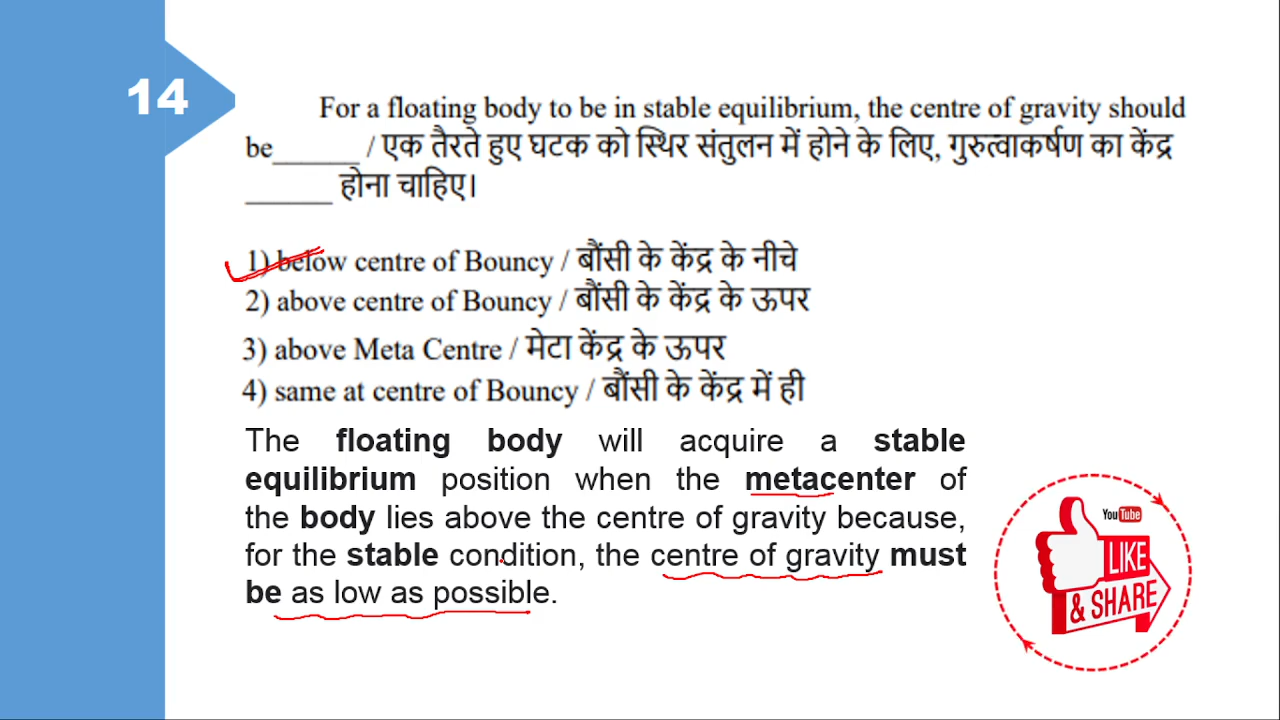 14
For a floating body to be in stable equilibrium, the centre of gravity should
be______ / एक तैरते हुए घटक को स्थिर संतुलन में होने के लिए, गुरुत्वाकर्षण का केंद्र
______ होना चाहिए।
1) below centre of Bouncy / बौंसी के केंद्र के नीचे
2) above centre of Bouncy / बौंसी के केंद्र के ऊपर
3) above Meta Centre / मेटा केंद्र के ऊपर
4) same at centre of Bouncy / बौंसी के केंद्र में ही
The floating body will acquire a stable
equilibrium position when the metacenter of
the body lies above the centre of gravity because,
for the stable condition, the centre of gravity must
be as low as possible.
YouTube
LIKE
& SHARE